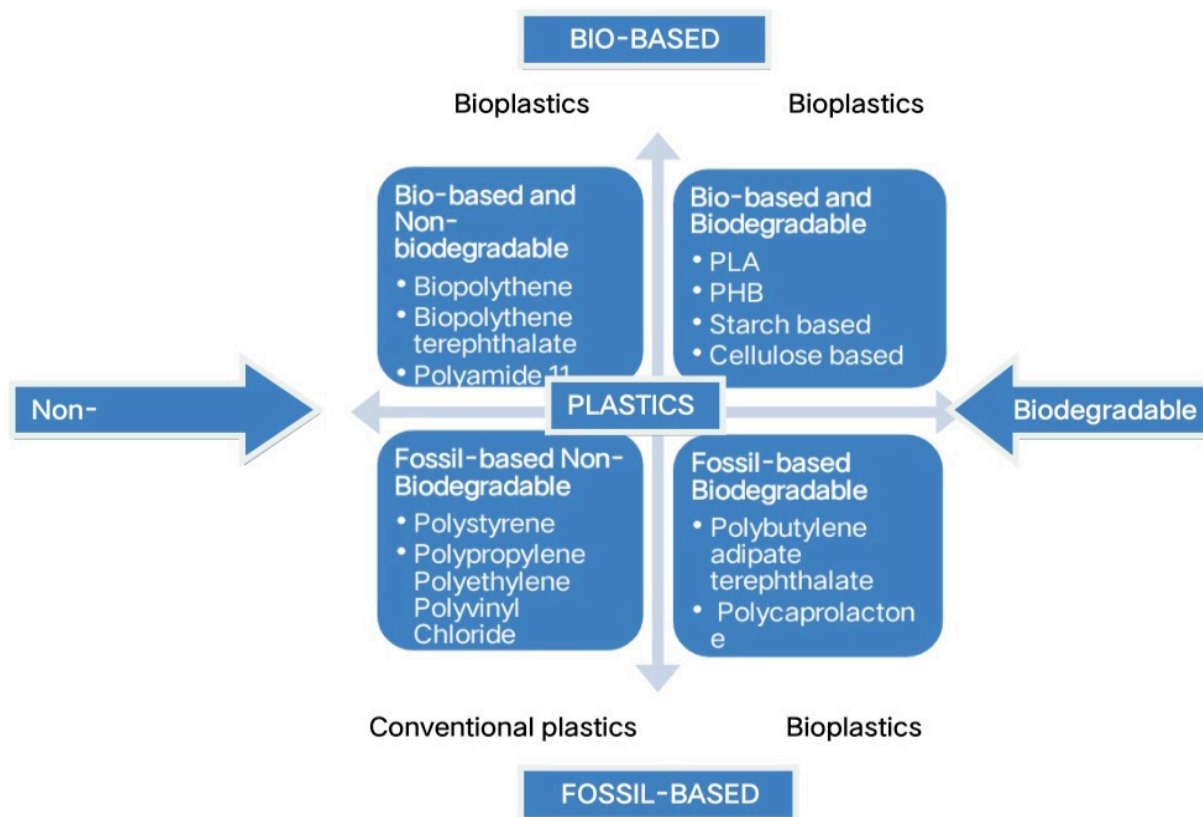 BIO-BASED
Bioplastics
Bioplastics
Bio-based and
Non-
biodegradable
• Biopolythene
• Biopolythene
terephthalate
• Polyamide 11
Bio-based and
Biodegradable
• PLA
• PHB
• Starch based
• Cellulose based
Non-
PLASTICS
Biodegradable
Fossil-based Non-
Biodegradable
• Polystyrene
• Polypropylene
Polyethylene
Polyvinyl
Chloride
Fossil-based
Biodegradable
• Polybutylene
adipate
terephthalate
• Polycaprolacton
e
Conventional plastics
Bioplastics
FOSSIL-BASED